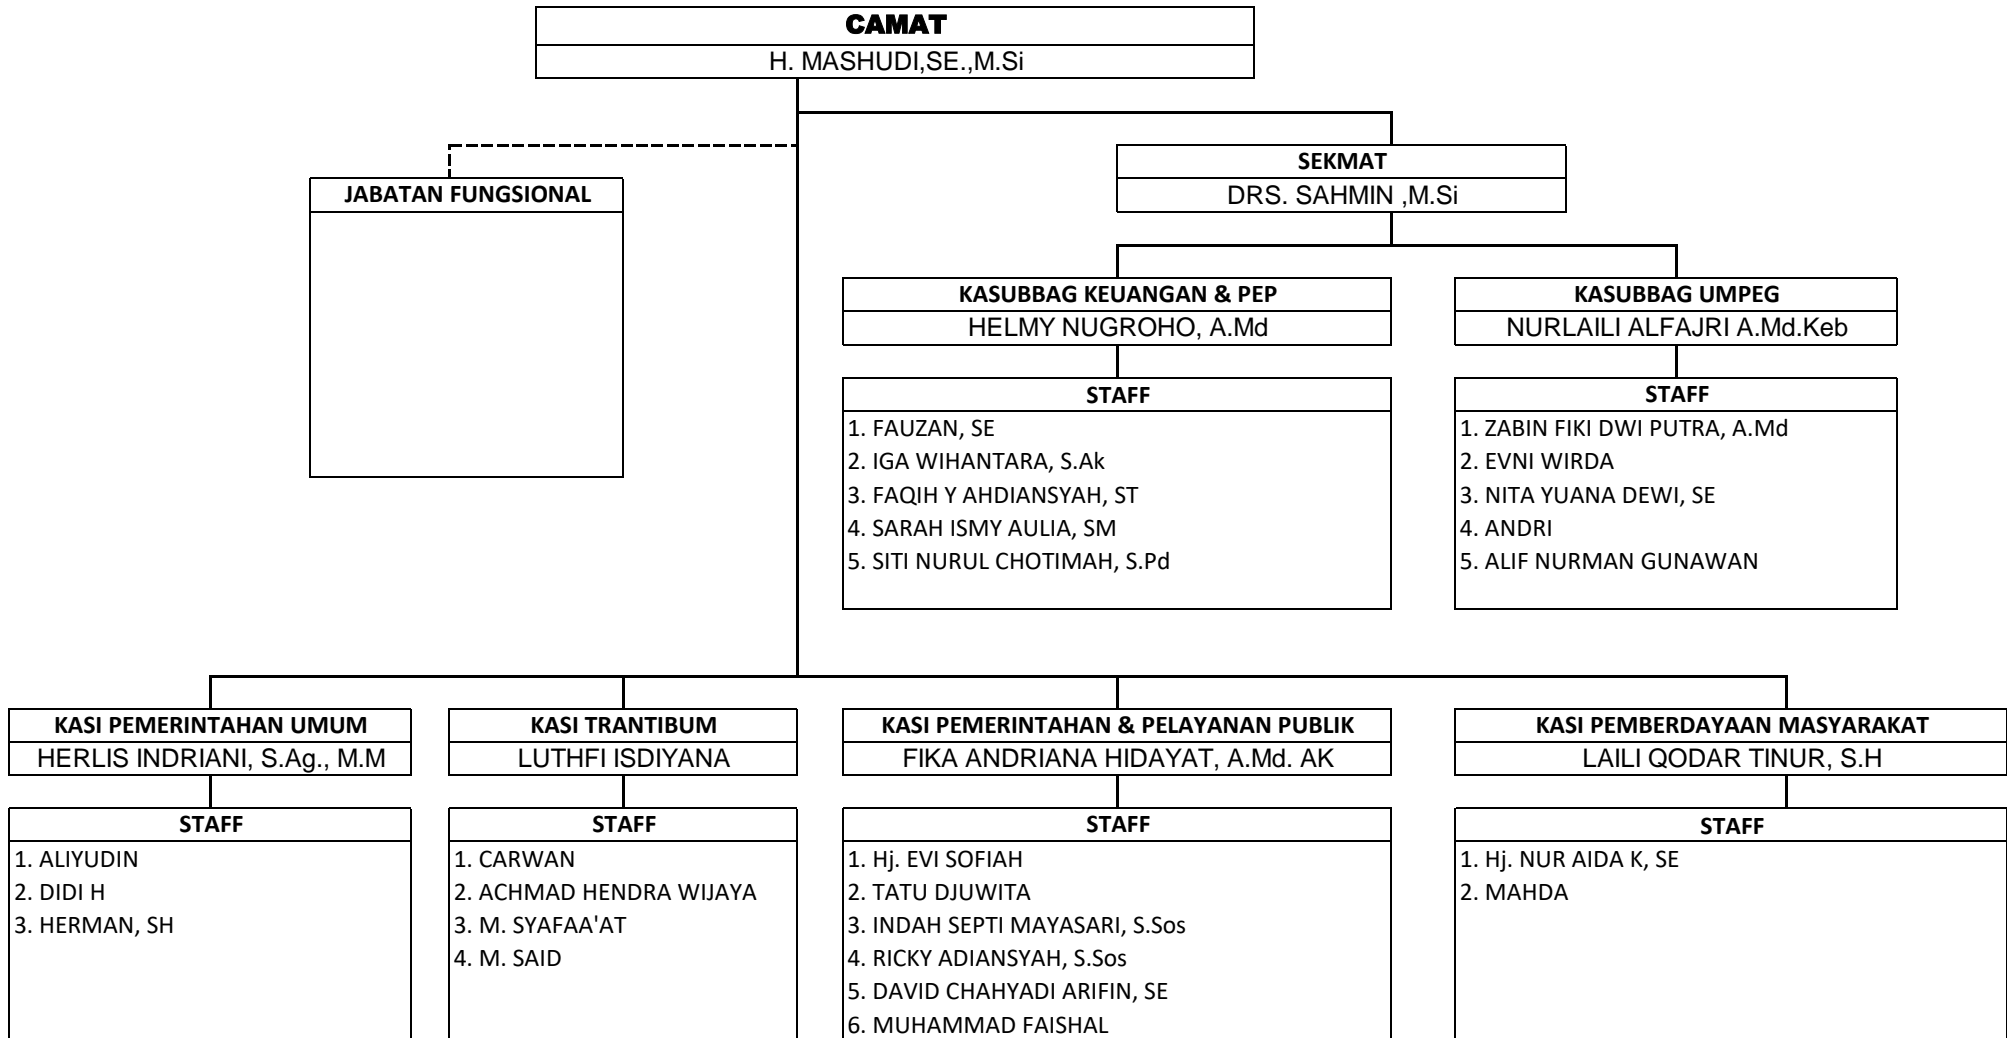 CAMAT
H. MASHUDI,SE.,M.Si
SEKMAT
DRS. SAHMIN ,M.Si
JABATAN FUNGSIONAL
KASUBBAG KEUANGAN & PEP
HELMY NUGROHO, A.Md
KASUBBAG UMPEG
NURLAILI ALFAJRI A.Md.Keb
STAFF
1. FAUZAN, SE
2. IGA WIHANTARA, S.Ak
3. FAQIH Y AHDIANSYAH, ST
4. SARAH ISMY AULIA, SM
5. SITI NURUL CHOTIMAH, S.Pd
STAFF
1. ZABIN FIKI DWI PUTRA, A.Md
2. EVNI WIRDA
3. NITA YUANA DEWI, SE
4. ANDRI
5. ALIF NURMAN GUNAWAN
KASI PEMERINTAHAN UMUM
HERLIS INDRIANI, S.Ag., M.M
STAFF
1. ALIYUDIN
2. DIDI H
3. HERMAN, SH
KASI TRANTIBUM
LUTHFI ISDIYANA
STAFF
1. CARWAN
2. ACHMAD HENDRA WIJAYA
3. M. SYAFAA'AT
4. M. SAID
KASI PEMERINTAHAN & PELAYANAN PUBLIK
FIKA ANDRIANA HIDAYAT, A.Md. AK
STAFF
1. Hj. EVI SOFIAH
2. TATU DJUWITA
3. INDAH SEPTI MAYASARI, S.Sos
4. RICKY ADIANSYAH, S.Sos
5. DAVID CHAHYADI ARIFIN, SE
6. MUHAMMAD FAISHAL
KASI PEMBERDAYAAN MASYARAKAT
LAILI QODAR TINUR, S.H
STAFF
1. Hj. NUR AIDA K, SE
2. MAHDA